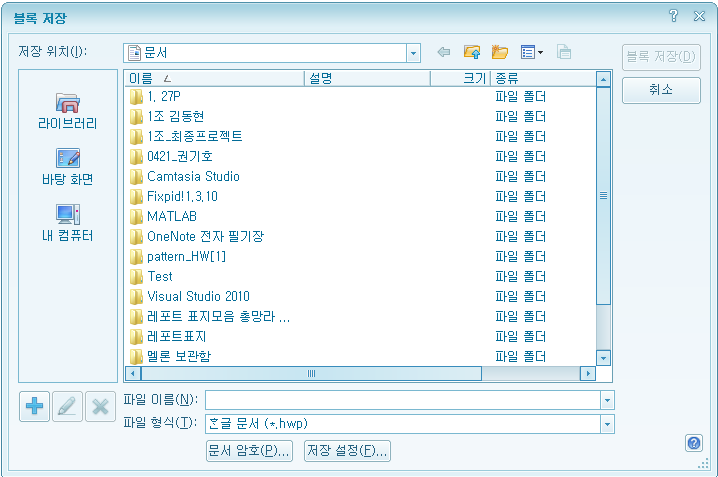 블록 저장
저장 위치(I): 문서 블록 저장(D)
취소
이름 설명 크기 종류
라이브러리
바탕 화면
내 컴퓨터
1. 27P 파일 폴더
1조 김동현 파일 폴더
1조_최종프로젝트 파일 폴더
0421_권기호 파일 폴더
Camtasia Studio 파일 폴더
Fixpid!1.3.10 파일 폴더
MATLAB 파일 폴더
OneNote 전자 필기장 파일 폴더
pattern_HW[1] 파일 폴더
Test 파일 폴더
Visual Studio 2010 파일 폴더
레포트 표지모음 총망라 ... 파일 폴더
레포트표지 파일 폴더
멜론 보관함 파일 폴더
파일 이름(N):
파일 형식(T): 한글 문서 (*.hwp)
문서 암호(P)... 저장 설정(F)...